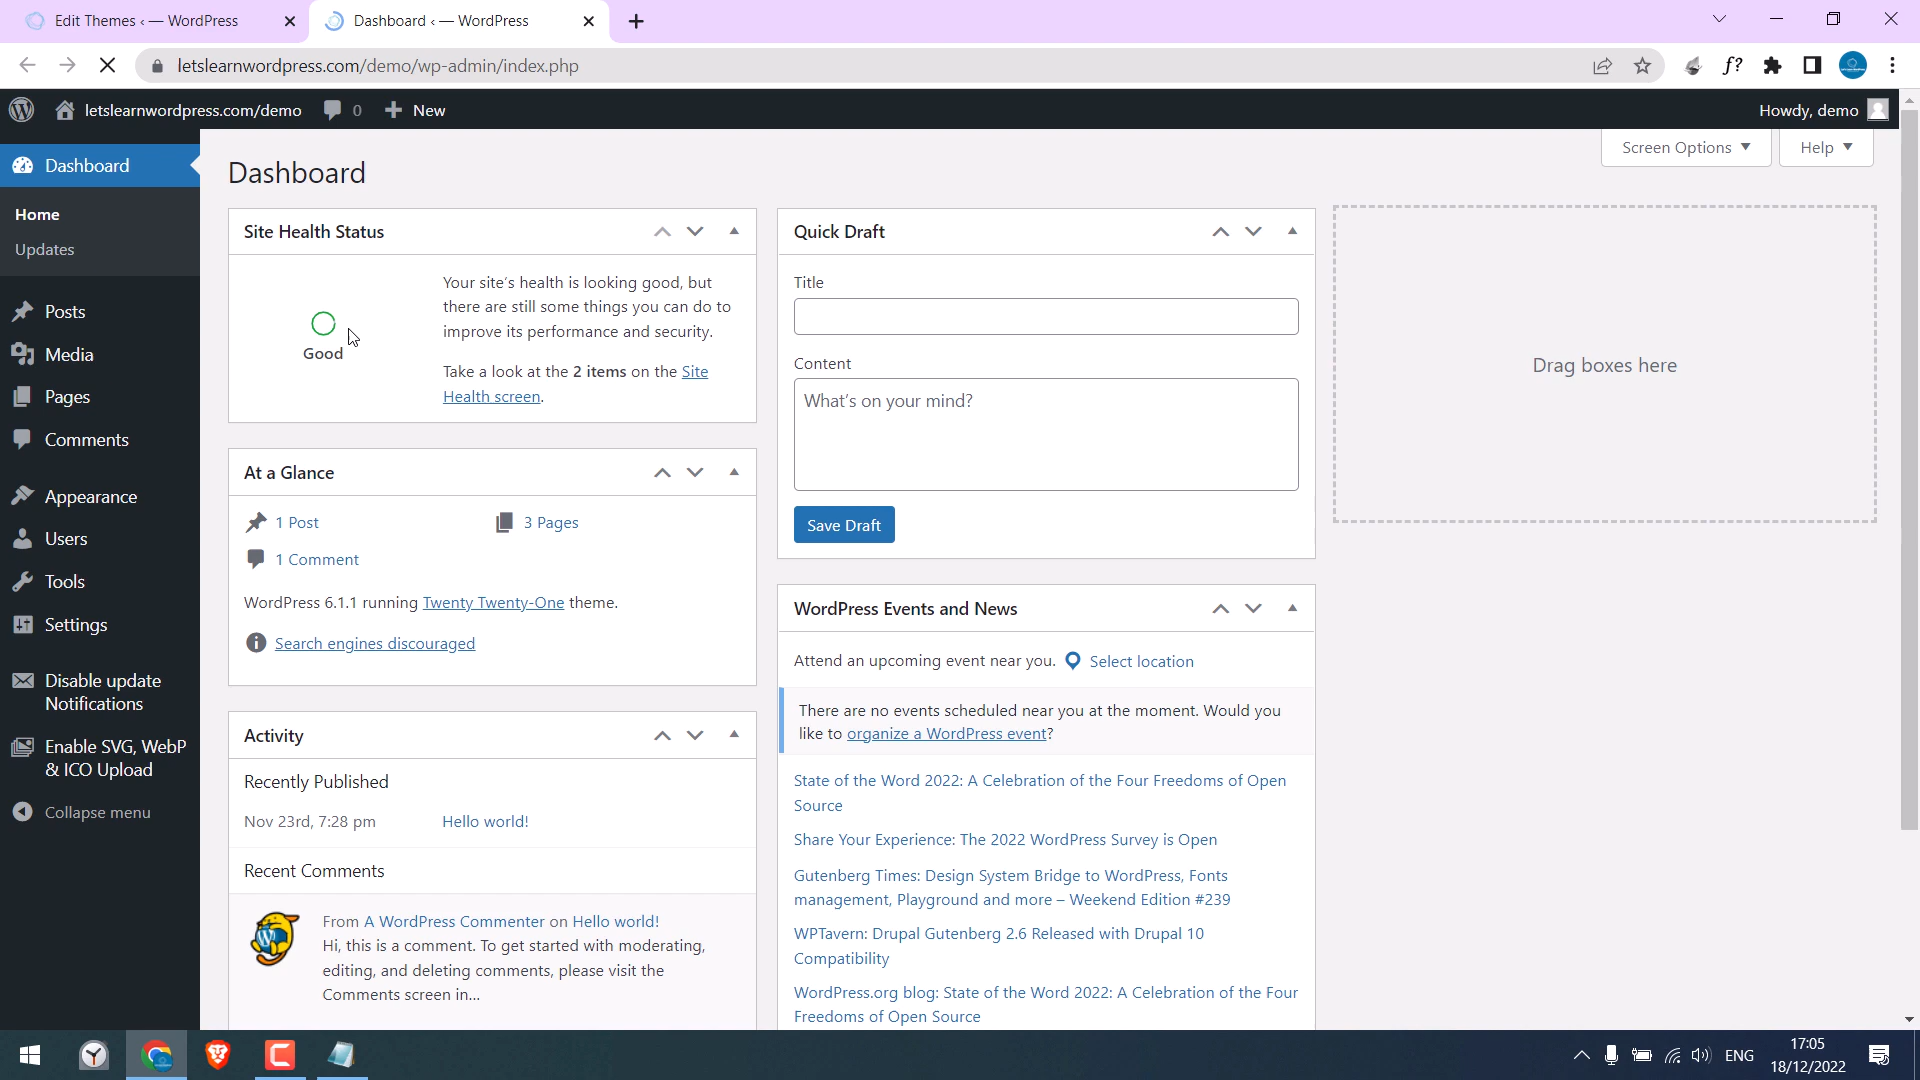 Edit Themes ‹ — WordPress
Dashboard ‹ — WordPress
letslearnwordpress.com/demo/wp-admin/index.php
f?
letslearnwordpress.com/demo
0
New
Howdy, demo
Dashboard
Home
Updates
Posts
Media
Pages
Comments
Appearance
Users
Tools
Settings
Disable update
Notifications
Enable SVG, WebP
& ICO Upload
Collapse menu
Dashboard
Screen Options
Help
Site Health Status
Good
Your site's health is looking good, but
there are still some things you can do to
improve its performance and security.
Take a look at the 2 items on the Site
Health screen.
At a Glance
1 Post
3 Pages
1 Comment
WordPress 6.1.1 running Twenty Twenty-One theme.
Search engines discouraged
Activity
Recently Published
Nov 23rd, 7:28 pm
Hello world!
Recent Comments
From A WordPress Commenter on Hello world!
Hi, this is a comment. To get started with moderating,
editing, and deleting comments, please visit the
Comments screen in...
Quick Draft
Title
Content
What's on your mind?
Save Draft
WordPress Events and News
Attend an upcoming event near you.
Select location
There are no events scheduled near you at the moment. Would you
like to organize a WordPress event?
State of the Word 2022: A Celebration of the Four Freedoms of Open
Source
Share Your Experience: The 2022 WordPress Survey is Open
Gutenberg Times: Design System Bridge to WordPress, Fonts
management, Playground and more – Weekend Edition #239
WPTavern: Drupal Gutenberg 2.6 Released with Drupal 10
Compatibility
WordPress.org blog: State of the Word 2022: A Celebration of the Four
Freedoms of Open Source
Drag boxes here
ENG
17:05
18/12/2022